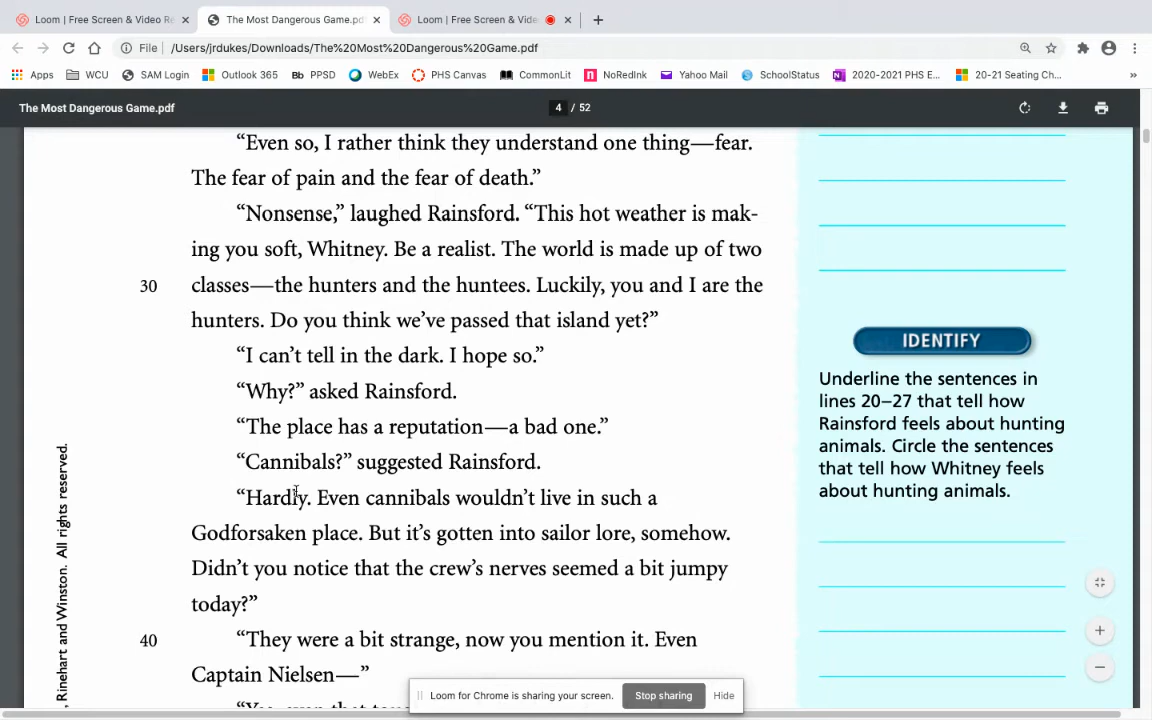 Loom | Free Screen & Video Re
The Most Dangerous Game.pd
Loom | Free Screen & Vide
File /Users/jrdukes/Downloads/The%20Most%20Dangerous%20Game.pdf
Apps WCU SAM Login Outlook 365 Bb PPSD WebEx PHS Canvas CommonLit NoRedInk Yahoo Mail SchoolStatus 2020-2021 PHS E... 20-21 Seating Ch... »
The Most Dangerous Game.pdf 4 / 52
“Even so, I rather think they understand one thing—fear.
The fear of pain and the fear of death.”
“Nonsense,” laughed Rainsford. “This hot weather is mak-
ing you soft, Whitney. Be a realist. The world is made up of two
30 classes—the hunters and the huntees. Luckily, you and I are the
hunters. Do you think we’ve passed that island yet?”
“I can’t tell in the dark. I hope so.”
“Why?” asked Rainsford.
“The place has a reputation—a bad one.”
“Cannibals?” suggested Rainsford.
“Hardly. Even cannibals wouldn’t live in such a
Godforsaken place. But it’s gotten into sailor lore, somehow.
Didn’t you notice that the crew’s nerves seemed a bit jumpy
today?”
40 “They were a bit strange, now you mention it. Even
Captain Nielsen—”
“Yes, even that
IDENTIFY
Underline the sentences in
lines 20–27 that tell how
Rainsford feels about hunting
animals. Circle the sentences
that tell how Whitney feels
about hunting animals.
, Rinehart and Winston. All rights reserved.
Loom for Chrome is sharing your screen. Stop sharing Hide